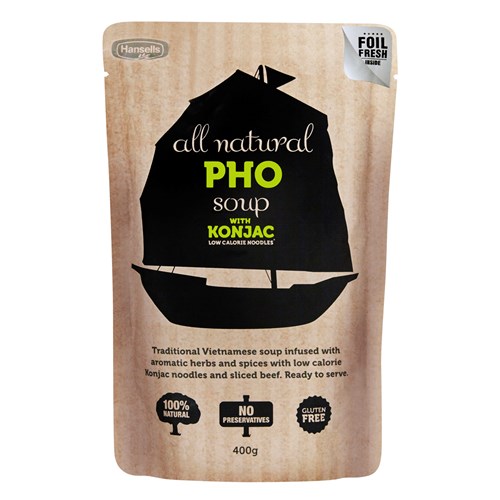 Hansells
FOIL
FRESH
INSIDE
all natural
PHO
soup
WITH
KONJAC
LOW CALORIE NOODLES
Traditional Vietnamese soup infused with
aromatic herbs and spices with low calorie
Konjac noodles and sliced beef. Ready to serve.
100%
NATURAL
NO
PRESERVATIVES
GLUTEN
FREE
400g